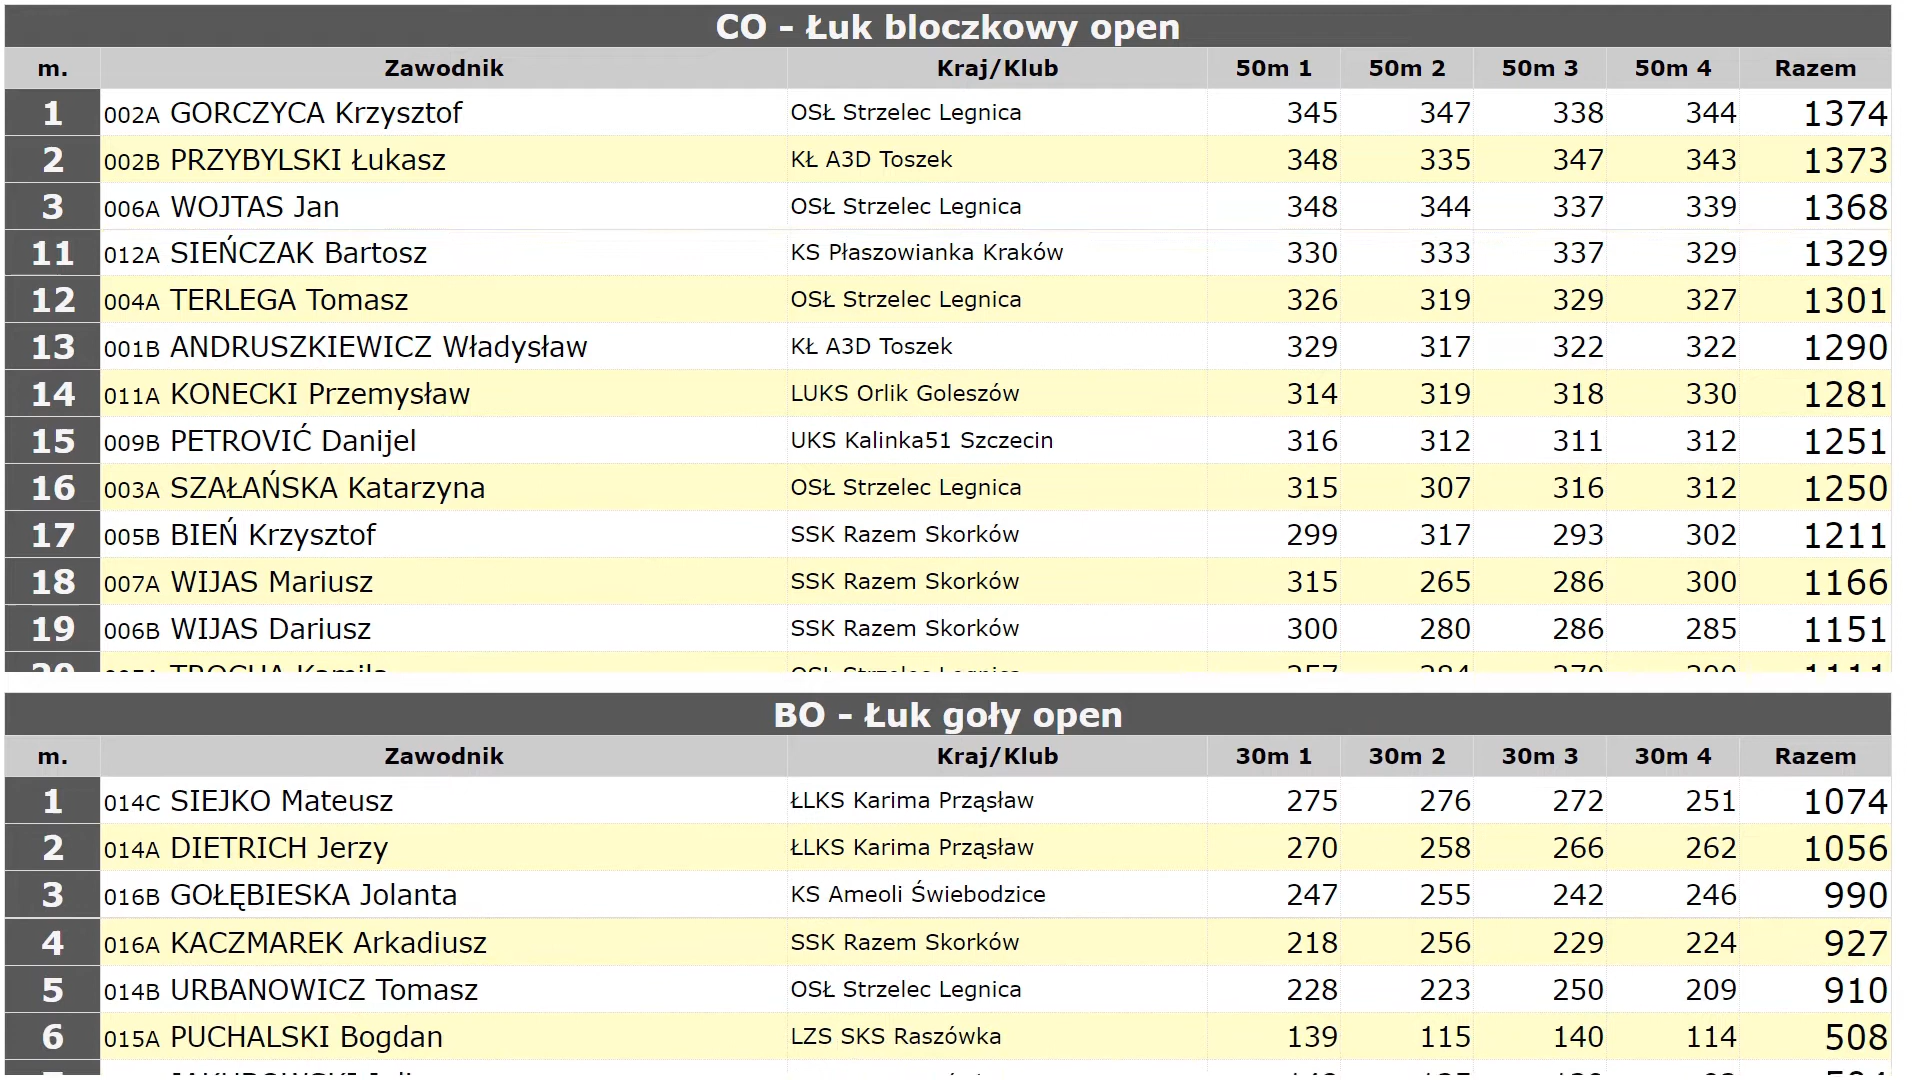 CO - Łuk bloczkowy open
m. Zawodnik Kraj/Klub 50m 1 50m 2 50m 3 50m 4 Razem
1 002A GORCZYCA Krzysztof OSŁ Strzelec Legnica 345 347 338 344 1374
2 002B PRZYBYLSKI Łukasz KŁ A3D Toszek 348 335 347 343 1373
3 006A WOJTAS Jan OSŁ Strzelec Legnica 348 344 337 339 1368
11 012A SIEŃCZAK Bartosz KS Płaszowianka Kraków 330 333 337 329 1329
12 004A TERLEGA Tomasz OSŁ Strzelec Legnica 326 319 329 327 1301
13 001B ANDRUSZKIEWICZ Władysław KŁ A3D Toszek 329 317 322 322 1290
14 011A KONECKI Przemysław LUKS Orlik Goleszów 314 319 318 330 1281
15 009B PETROVIĆ Danijel UKS Kalinka51 Szczecin 316 312 311 312 1251
16 003A SZAŁAŃSKA Katarzyna OSŁ Strzelec Legnica 315 307 316 312 1250
17 005B BIEŃ Krzysztof SSK Razem Skorków 299 317 293 302 1211
18 007A WIJAS Mariusz SSK Razem Skorków 315 265 286 300 1166
19 006B WIJAS Dariusz SSK Razem Skorków 300 280 286 285 1151
20 TROCHA Kamila OSŁ Strzelec Legnica
BO - Łuk goły open
m. Zawodnik Kraj/Klub 30m 1 30m 2 30m 3 30m 4 Razem
1 014C SIEJKO Mateusz ŁLKS Karima Prząsław 275 276 272 251 1074
2 014A DIETRICH Jerzy ŁLKS Karima Prząsław 270 258 266 262 1056
3 016B GOŁĘBIESKA Jolanta KS Ameoli Świebodzice 247 255 242 246 990
4 016A KACZMAREK Arkadiusz SSK Razem Skorków 218 256 229 224 927
5 014B URBANOWICZ Tomasz OSŁ Strzelec Legnica 228 223 250 209 910
6 015A PUCHALSKI Bogdan LZS SKS Raszówka 139 115 140 114 508